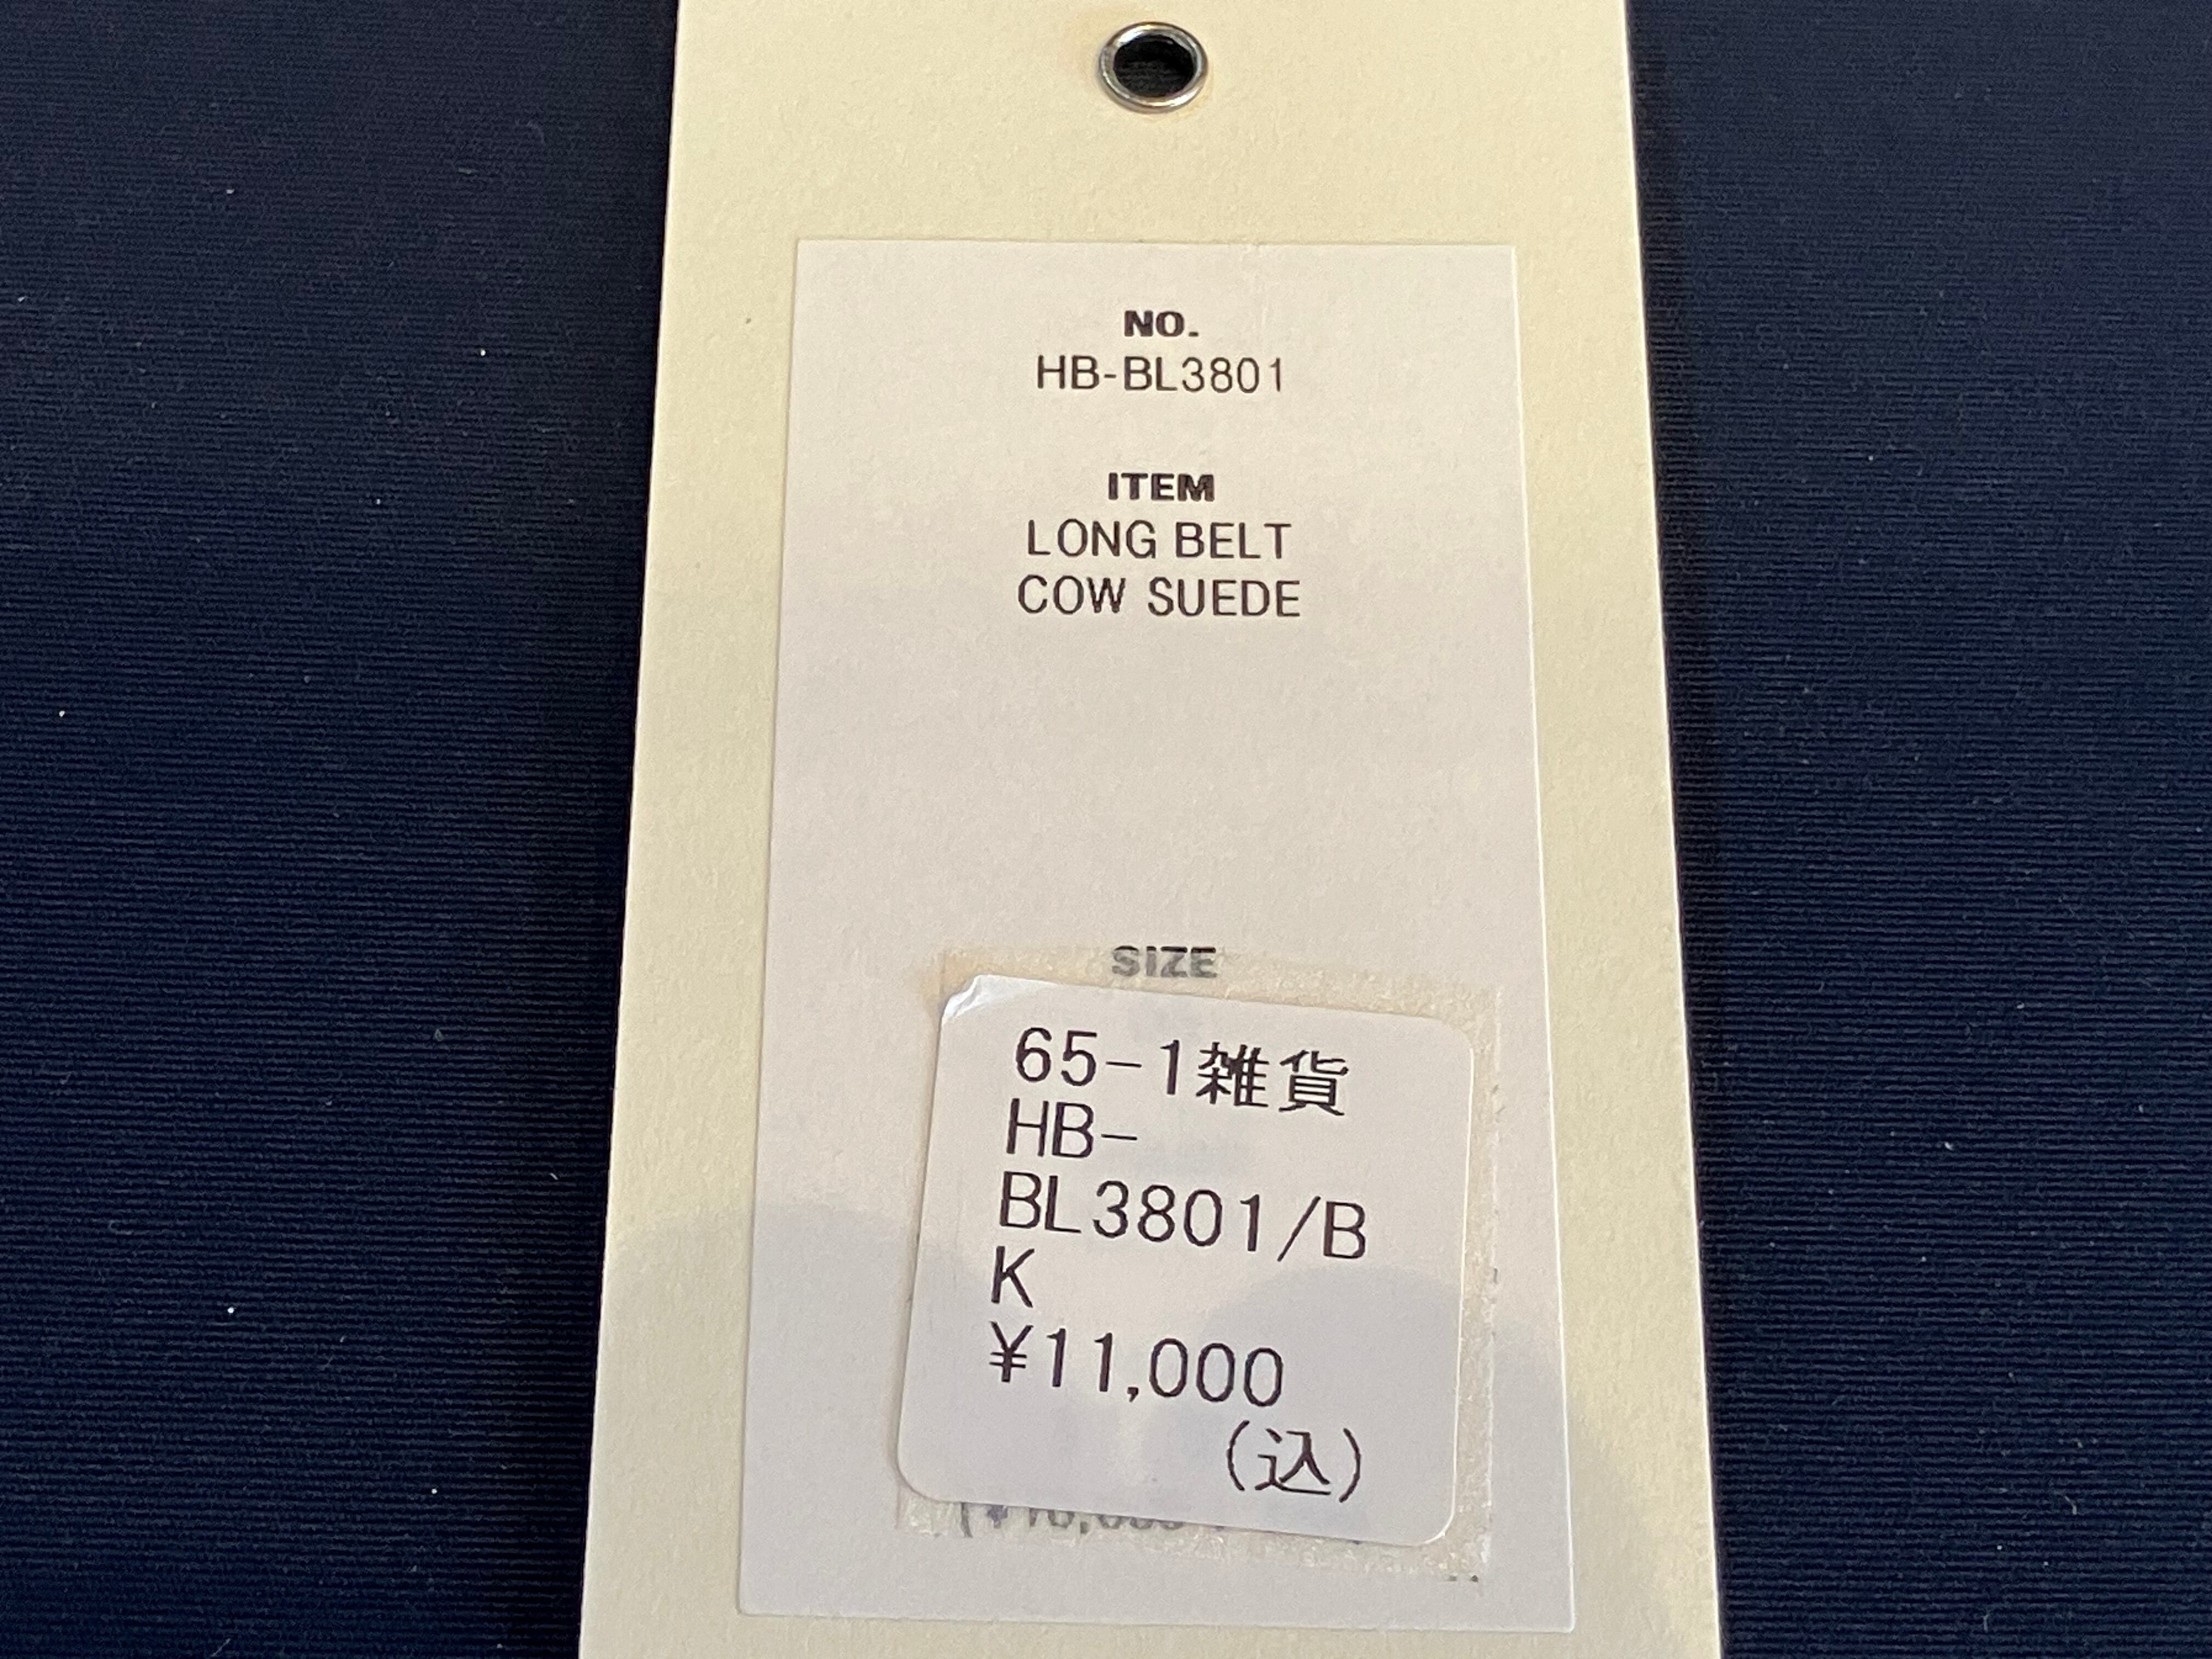 NO.
HB-BL3801
ITEM
LONG BELT
COW SUEDE
SIZE
65-1雑貨
HB-
BL3801/B
K
¥11,000
(込)